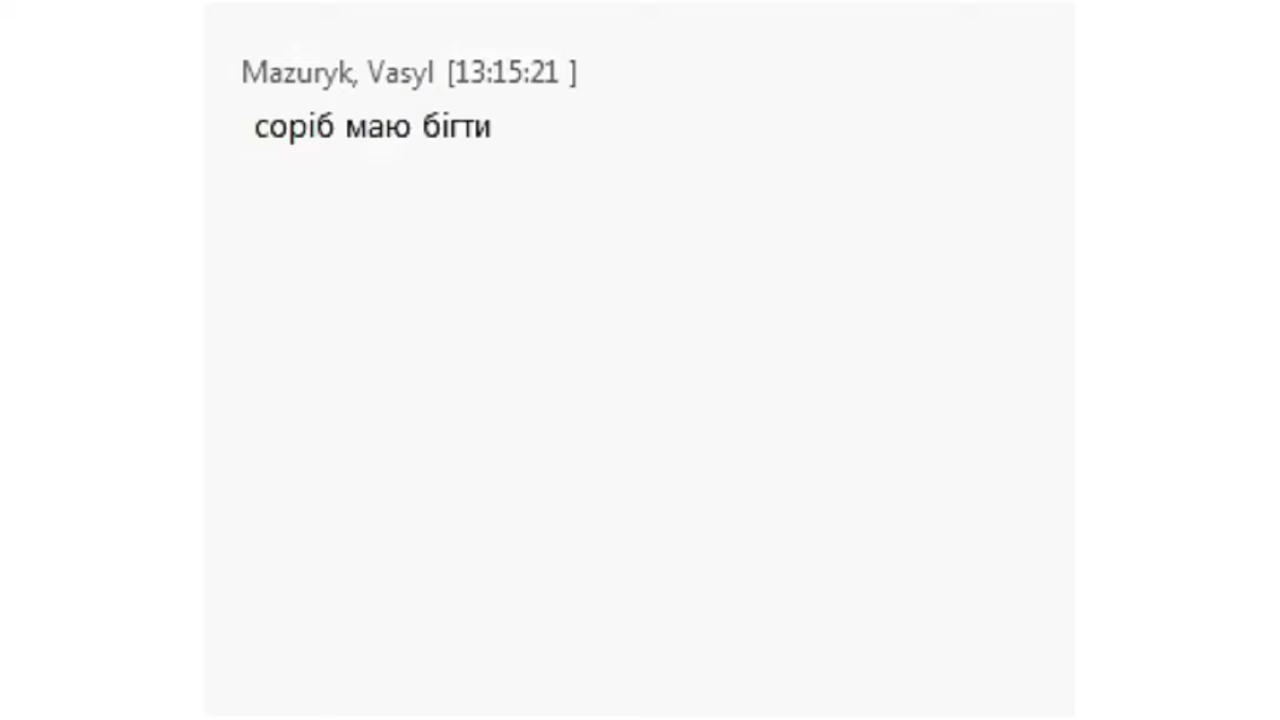 Mazuryk, Vasyl [13:15:21 ]
соріб маю бігти